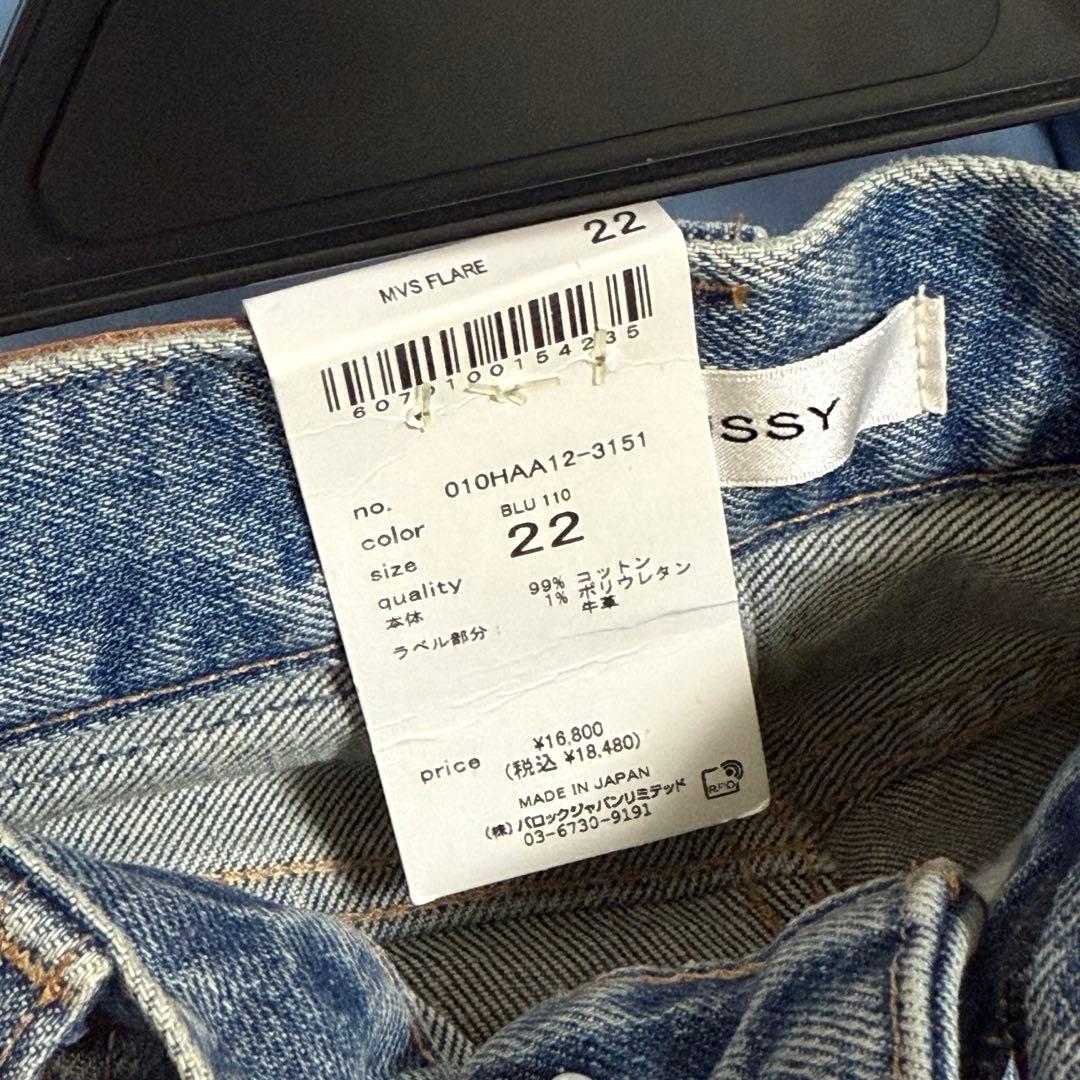 22
MVS FLARE
no. 010HAA12-3151
color BLU 110
size 22
quality
本体 99% コットン
1% ポリウレタン
ラベル部分: 牛革
price ¥16,800
(税込 ¥18,480)
MADE IN JAPAN
(株)バロックジャパンリミテッド
03-6730-9191
RFID
SSY